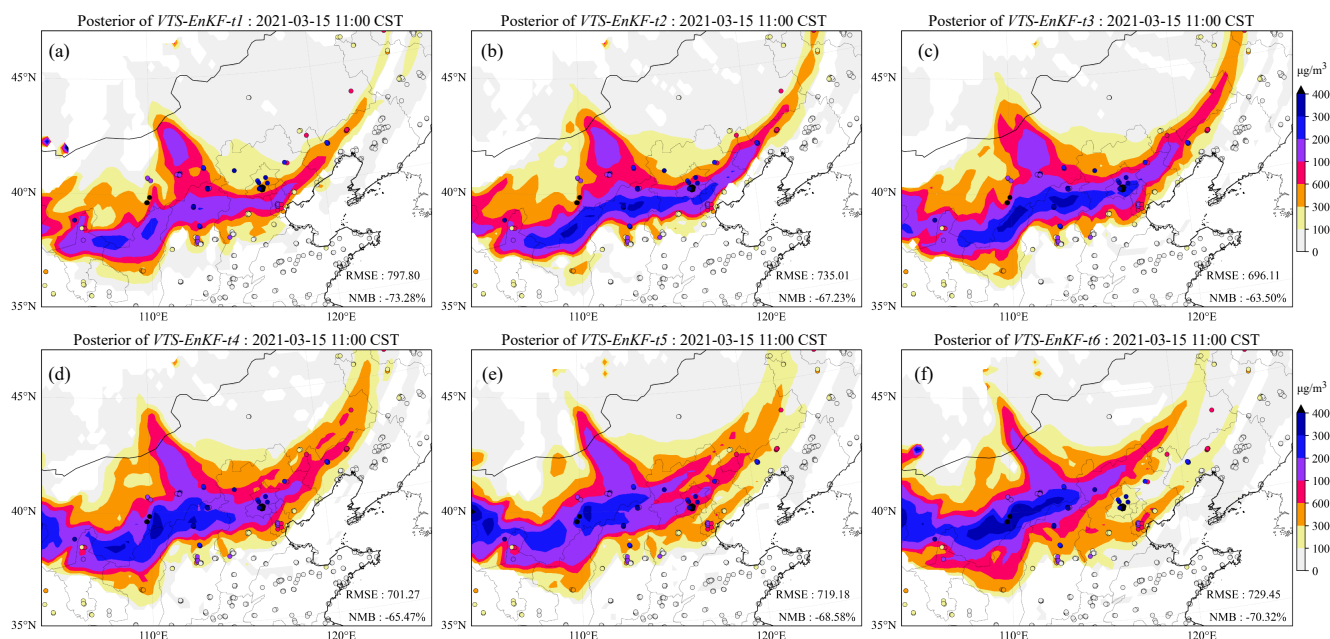 Posterior of VTS-EnKF-t1 : 2021-03-15 11:00 CST
Posterior of VTS-EnKF-t2 : 2021-03-15 11:00 CST
Posterior of VTS-EnKF-t3 : 2021-03-15 11:00 CST
(a)
(b)
(c)
45°N
40°N
35°N
45°N
40°N
35°N
45°N
40°N
35°N
RMSE : 797.80
NMB : -73.28%
RMSE : 735.01
NMB : -67.23%
RMSE : 696.11
NMB : -63.50%
110°E
120°E
110°E
120°E
110°E
120°E
μg/m³
400
300
200
100
600
300
100
0
Posterior of VTS-EnKF-t4 : 2021-03-15 11:00 CST
Posterior of VTS-EnKF-t5 : 2021-03-15 11:00 CST
Posterior of VTS-EnKF-t6 : 2021-03-15 11:00 CST
(d)
(e)
(f)
45°N
40°N
35°N
45°N
40°N
35°N
45°N
40°N
35°N
RMSE : 701.27
NMB : -65.47%
RMSE : 719.18
NMB : -68.58%
RMSE : 729.45
NMB : -70.32%
110°E
120°E
110°E
120°E
110°E
120°E
μg/m³
400
300
200
100
600
300
100
0